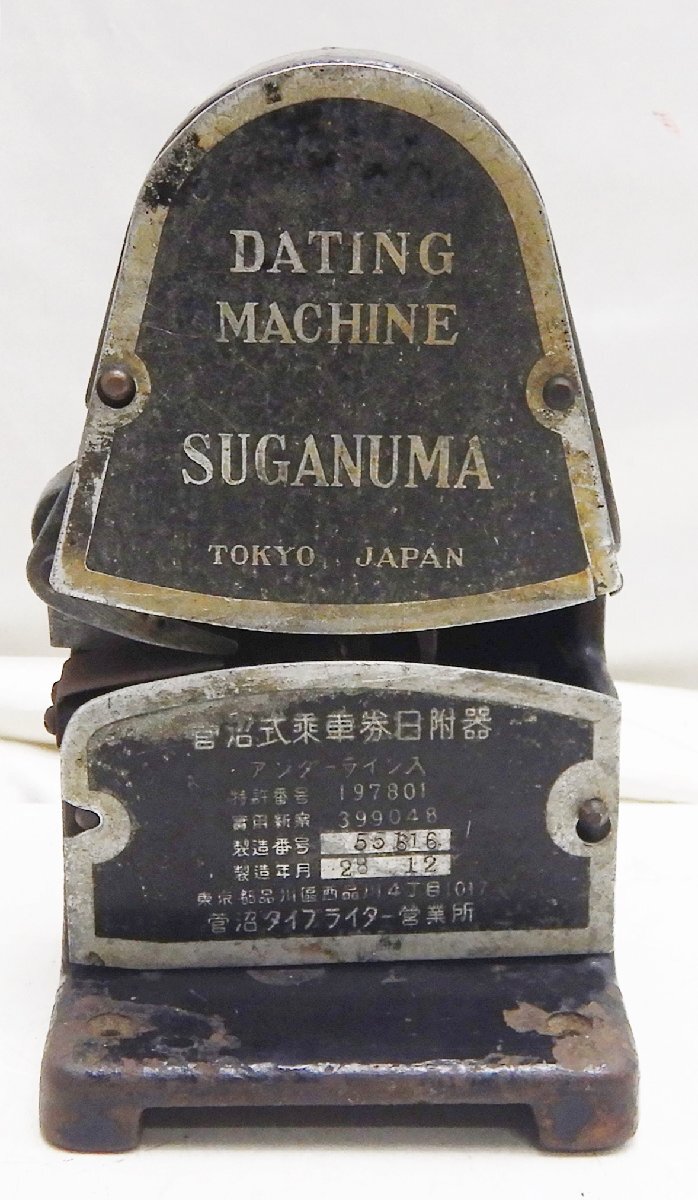 DATING
MACHINE
SUGANUMA
TOKYO JAPAN
菅沼式乗車券日附器
アンダーライン入
特許番号 197801
實用新案 399048
製造番号 55816
製造年月 28 12
東京都品川區西品川4丁目1017
菅沼タイプライター営業所